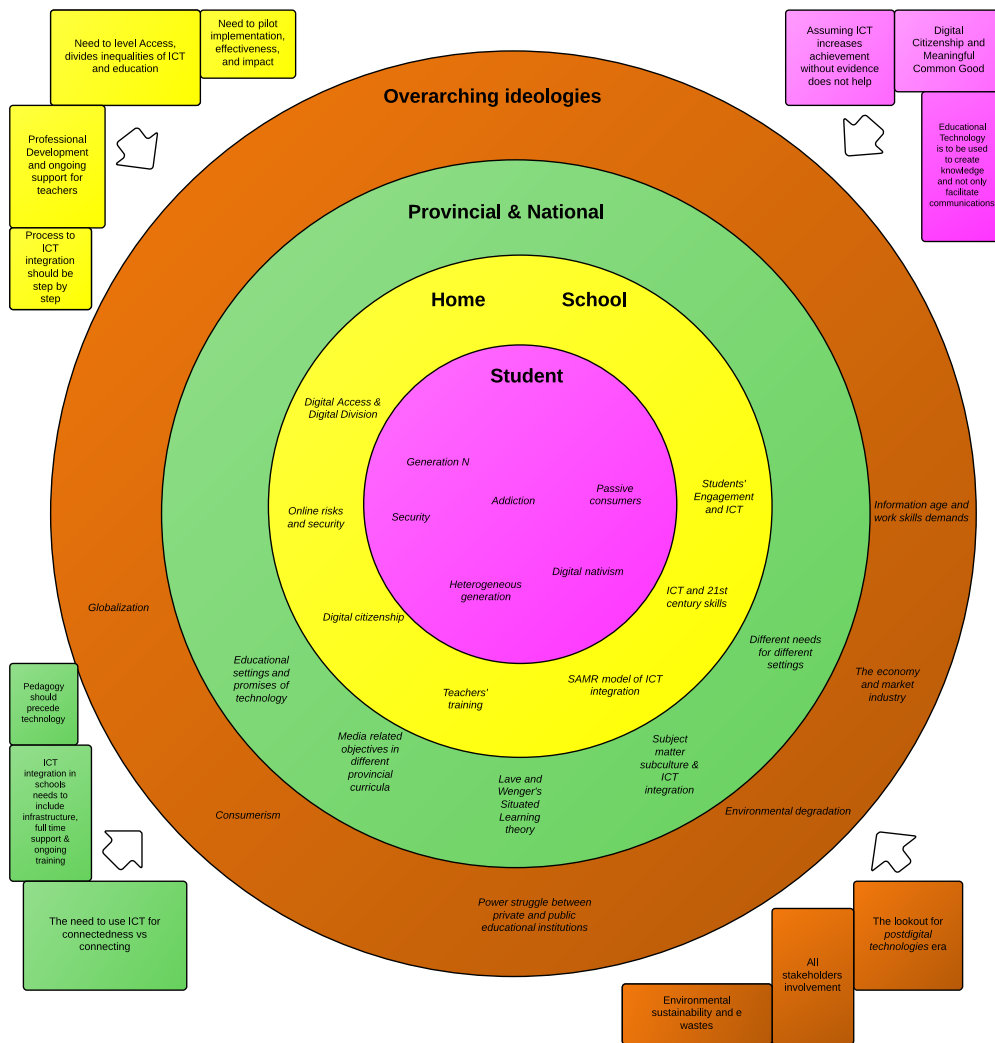 Need to level Access,
divides inequalities of ICT
and education
Need to pilot
implementation,
effectiveness,
and impact
Professional
Development
and ongoing
support for
teachers
Process to
ICT
integration
should be
step by
step
Assuming ICT
increases
achievement
without evidence
does not help
Digital
Citizenship and
Meaningful
Common Good
Educational
Technology
is to be used
to create
knowledge
and not only
facilitate
communications
Overarching ideologies
Provincial & National
Home
School
Student
Digital Access &
Digital Division
Generation N
Addiction
Passive
consumers
Security
Heterogeneous
generation
Digital nativism
Online risks
and security
Digital citizenship
Students'
Engagement
and ICT
ICT and 21st
century skills
SAMR model of ICT
integration
Teachers'
training
Educational
settings and
promises of
technology
Media related
objectives in
different
provincial
curricula
Lave and
Wenger's
Situated
Learning
theory
Subject
matter
subculture &
ICT
integration
Different needs
for different
settings
Information age and
work skills demands
The economy
and market
industry
Environmental degradation
Power struggle between
private and public
educational institutions
Consumerism
Globalization
Pedagogy
should
precede
technology
ICT
integration in
schools
needs to
include
infrastructure,
full time
support &
ongoing
training
The need to use ICT for
connectedness vs
connecting
The lookout for
postdigital
technologies era
All
stakeholders
involvement
Environmental
sustainability and e
wastes